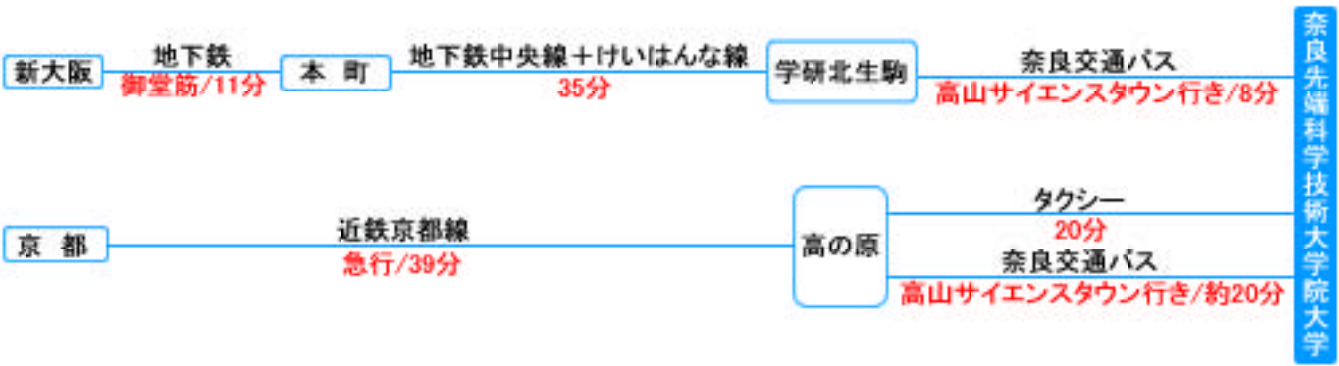 新大阪
地下鉄
御堂筋/11分
本 町
地下鉄中央線+けいはんな線
35分
学研北生駒
奈良交通バス
高山サイエンスタウン行き/8分
京 都
近鉄京都線
急行/39分
高の原
タクシー
20分
奈良交通バス
高山サイエンスタウン行き/約20分
奈良先端科学技術大学院大学